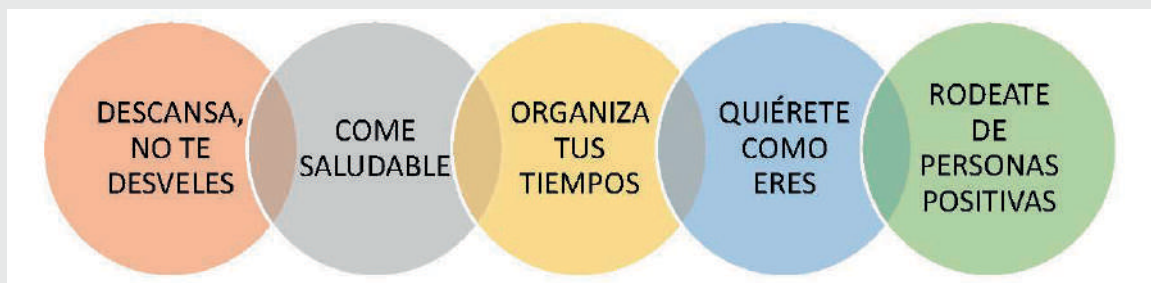 DESCANSA,
NO TE
DESVELES
COME
SALUDABLE
ORGANIZA
TUS
TIEMPOS
QUIÉRETE
COMO
ERES
RODEATE
DE
PERSONAS
POSITIVAS